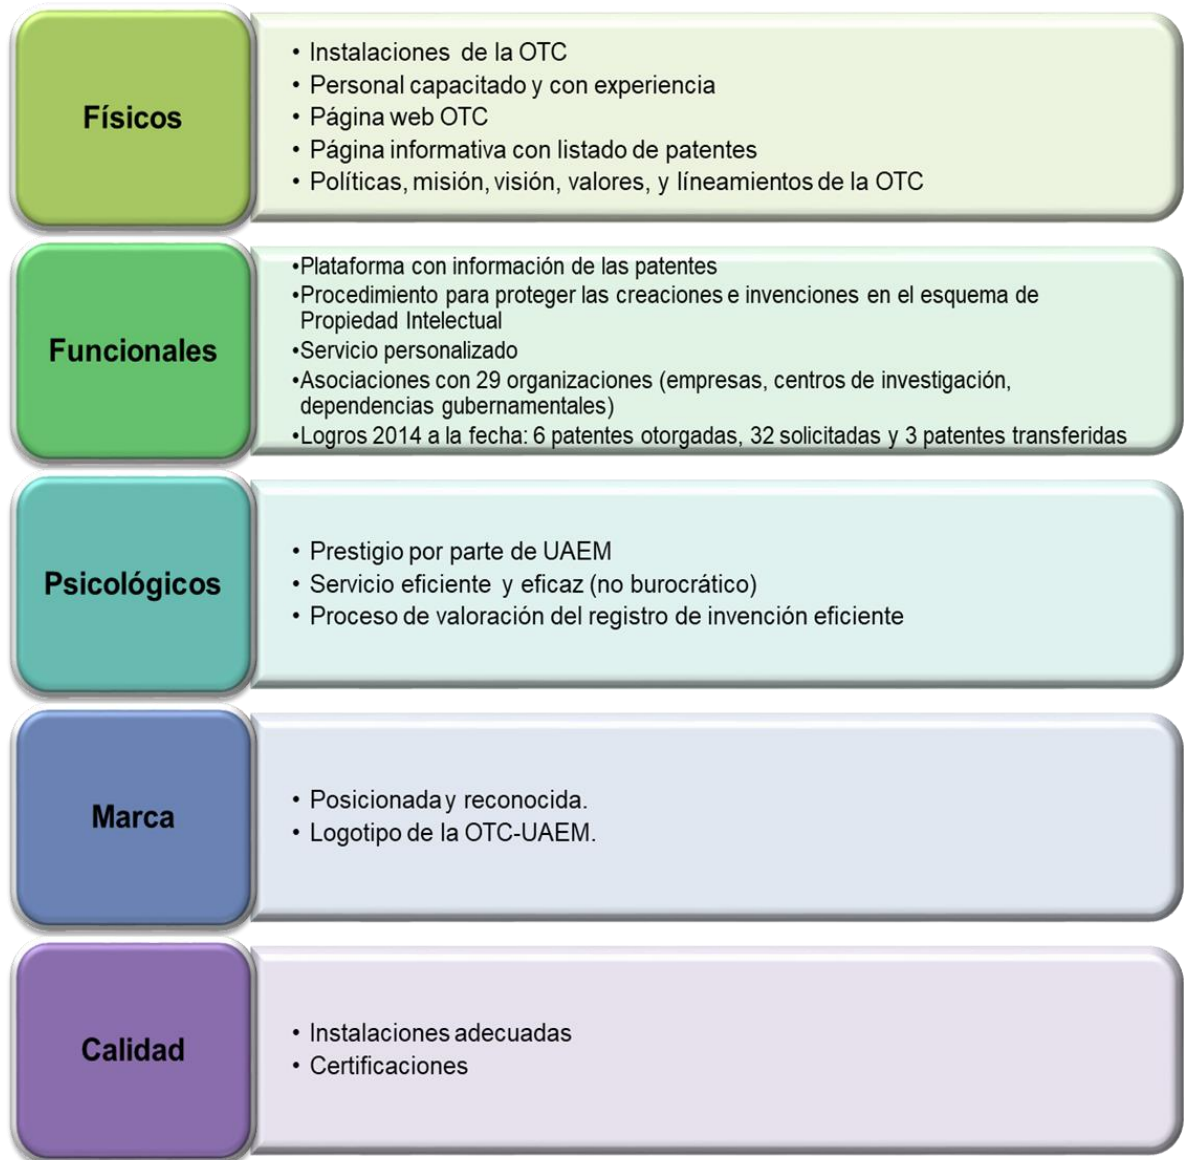 Físicos
• Instalaciones de la OTC
• Personal capacitado y con experiencia
• Página web OTC
• Página informativa con listado de patentes
• Políticas, misión, visión, valores, y líneamientos de la OTC
Funcionales
•Plataforma con información de las patentes
•Procedimiento para proteger las creaciones e invenciones en el esquema de
Propiedad Intelectual
•Servicio personalizado
•Asociaciones con 29 organizaciones (empresas, centros de investigación,
dependencias gubernamentales)
•Logros 2014 a la fecha: 6 patentes otorgadas, 32 solicitadas y 3 patentes transferidas
Psicológicos
• Prestigio por parte de UAEM
• Servicio eficiente y eficaz (no burocrático)
• Proceso de valoración del registro de invención eficiente
Marca
• Posicionada y reconocida.
• Logotipo de la OTC-UAEM.
Calidad
• Instalaciones adecuadas
• Certificaciones